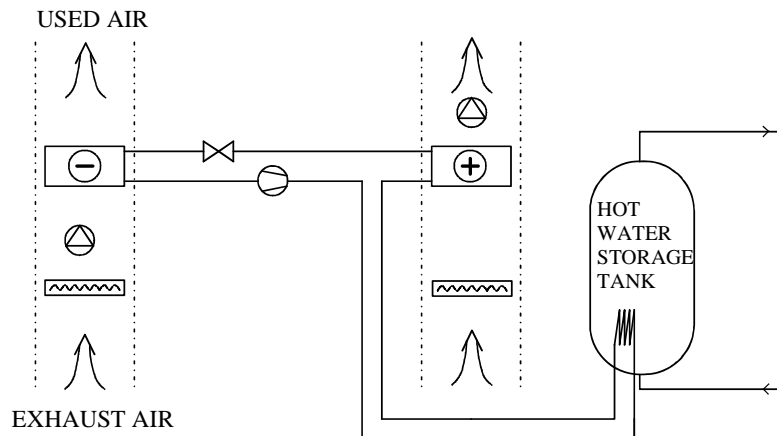 USED AIR
HOT
WATER
STORAGE
TANK
EXHAUST AIR